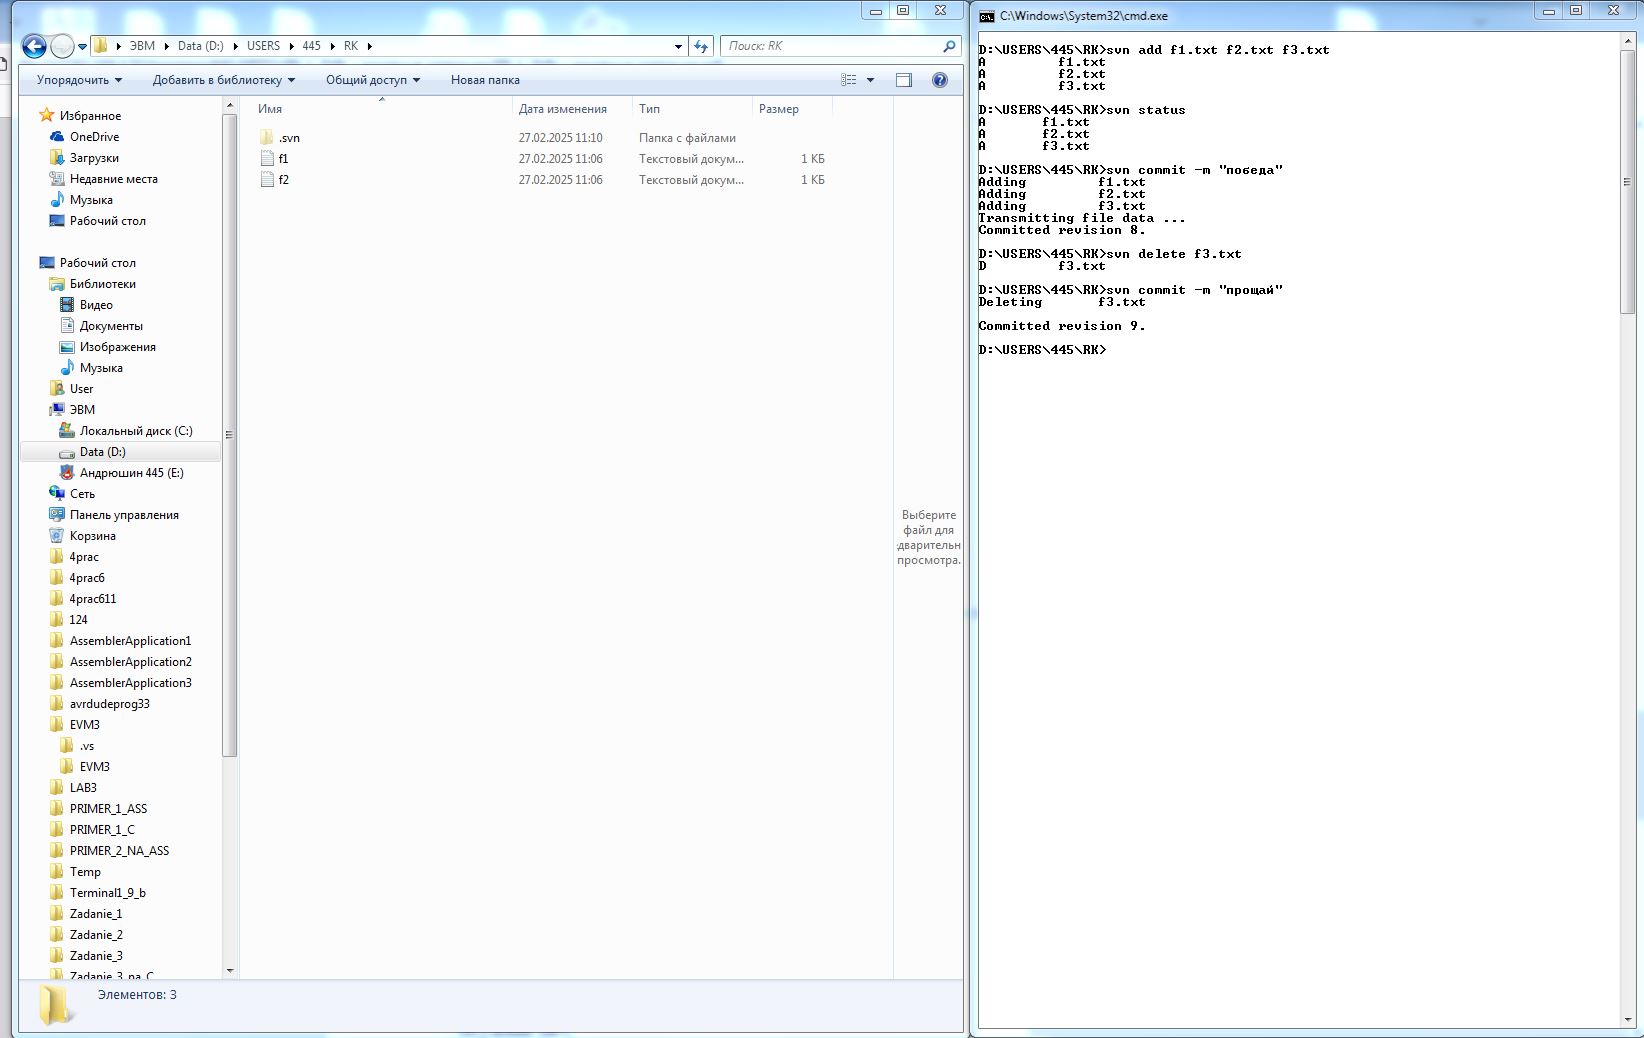 ЭВМ Data (D:) USERS 445 RK
Поиск: RK
Упорядочить Добавить в библиотеку Общий доступ Новая папка
Избранное
OneDrive
Загрузки
Недавние места
Музыка
Рабочий стол
Рабочий стол
Библиотеки
Видео
Документы
Изображения
Музыка
User
ЭВМ
Локальный диск (C:)
Data (D:)
Андрюшин 445 (E:)
Сеть
Панель управления
Корзина
4prac
4prac6
4prac611
124
AssemblerApplication1
AssemblerApplication2
AssemblerApplication3
avrdudeprog33
EVM3
.vs
EVM3
LAB3
PRIMER_1_ASS
PRIMER_1_C
PRIMER_2_NA_ASS
Temp
Terminal1_9_b
Zadanie_1
Zadanie_2
Zadanie_3
Zadanie_3_na_C
Имя Дата изменения Тип Размер
.svn 27.02.2025 11:10 Папка с файлами
f1 27.02.2025 11:06 Текстовый докум... 1 КБ
f2 27.02.2025 11:06 Текстовый докум... 1 КБ
Выберите
файл для
дварительн
просмотра.
Элементов: 3
C:\Windows\System32\cmd.exe
D:\USERS\445\RK>svn add f1.txt f2.txt f3.txt
A f1.txt
A f2.txt
A f3.txt
D:\USERS\445\RK>svn status
A f1.txt
A f2.txt
A f3.txt
D:\USERS\445\RK>svn commit -m "победа"
Adding f1.txt
Adding f2.txt
Adding f3.txt
Transmitting file data ...
Committed revision 8.
D:\USERS\445\RK>svn delete f3.txt
D f3.txt
D:\USERS\445\RK>svn commit -m "прощай"
Deleting f3.txt
Committed revision 9.
D:\USERS\445\RK>